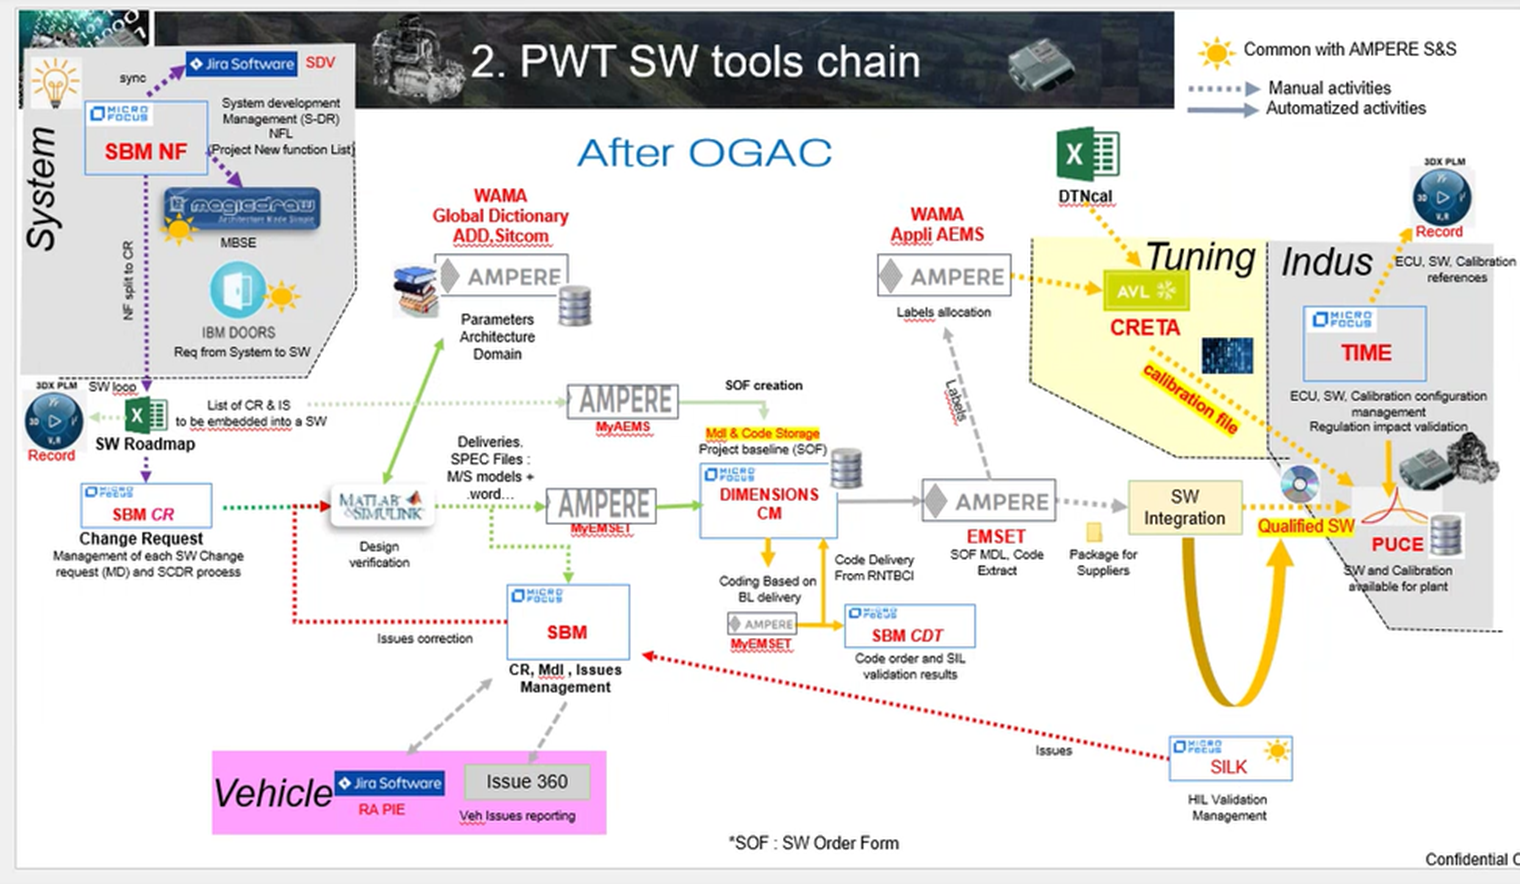 2. PWT SW tools chain
Common with AMPERE S&S
Manual activities
Automatized activities
After OGAC
System
sync
Jira Software
SDV
MICRO
FOCUS
SBM NF
System development
Management (S-DR)
NFL
(Project New function List)
magicdraw
Architecture Made Simple
MBSE
IBM DOORS
Req from System to SW
NF split to CR
3DX PLM
3D
V,R
Record
SW loop
SW Roadmap
List of CR & IS
to be embedded into a SW
MICRO
FOCUS
SBM CR
Change Request
Management of each SW Change
request (MD) and SCDR process
WAMA
Global Dictionary
ADD,Sitcom
AMPERE
Parameters
Architecture
Domain
MATLAB
&SIMULINK
Design
verification
Deliveries.
SPEC Files :
M/S models +
word...
AMPERE
MyAEMS
SOF creation
AMPERE
MyEMSET
Mdl & Code Storage
Project baseline (SOF)
MICRO
FOCUS
DIMENSIONS
CM
Coding Based on
BL delivery
Code Delivery
From RNTBCI
AMPERE
MyEMSET
MICRO
FOCUS
SBM CDT
Code order and SIL
validation results
MICRO
FOCUS
SBM
CR, Mdl , Issues
Management
Issues correction
Vehicle
Jira Software
RA PIE
Issue 360
Veh Issues reporting
WAMA
Appli AEMS
AMPERE
Labels allocation
Labels
AMPERE
EMSET
SOF MDL, Code
Extract
Package for
Suppliers
SW
Integration
Qualified SW
DTNcal
Tuning
AVL
CRETA
calibration file
Indus
3DX PLM
3D
V,R
Record
ECU, SW, Calibration
references
MICRO
FOCUS
TIME
ECU, SW, Calibration configuration
management
Regulation impact validation
PUCE
SW and Calibration
available for plant
Issues
MICRO
FOCUS
SILK
HIL Validation
Management
*SOF : SW Order Form
Confidential C